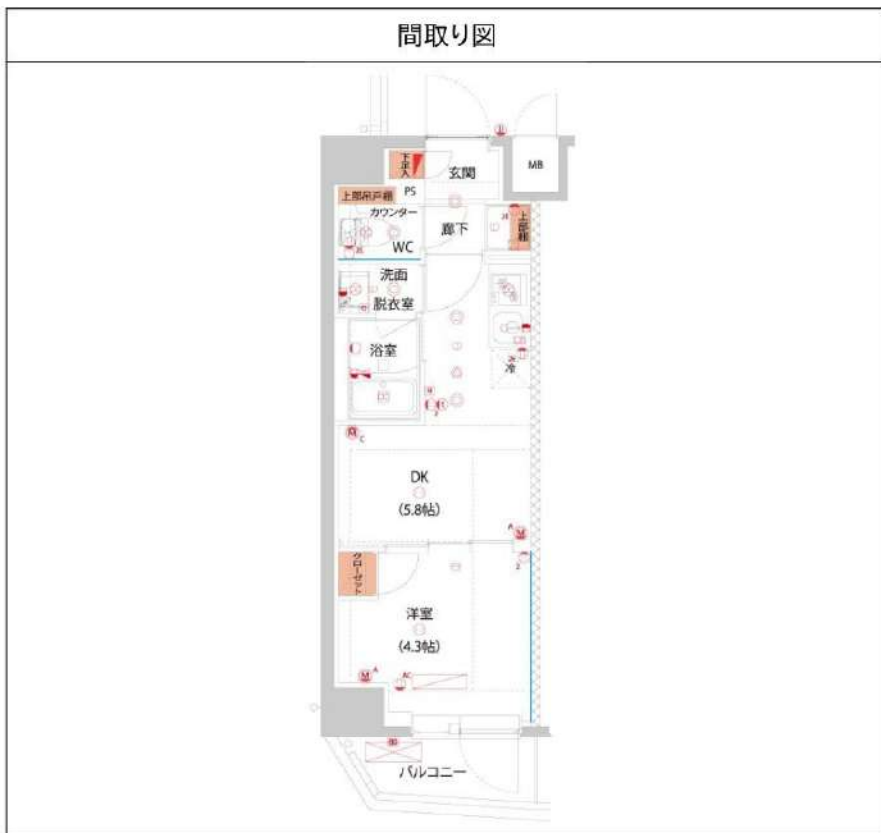 間取り図
MB
下足入
玄関
PS
上部吊戸棚
カウンター
廊下
上部棚
WC
洗面
脱衣室
浴室
冷
C
DK
(5.8帖)
A
2
クローゼット
洋室
(4.3帖)
M
A
AC
バルコニー